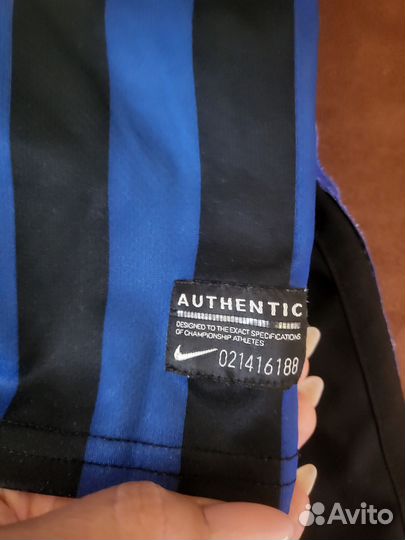 AUTHENTIC
DESIGNED TO THE EXACT SPECIFICATIONS
OF CHAMPIONSHIP ATHLETES
021416188
Avito